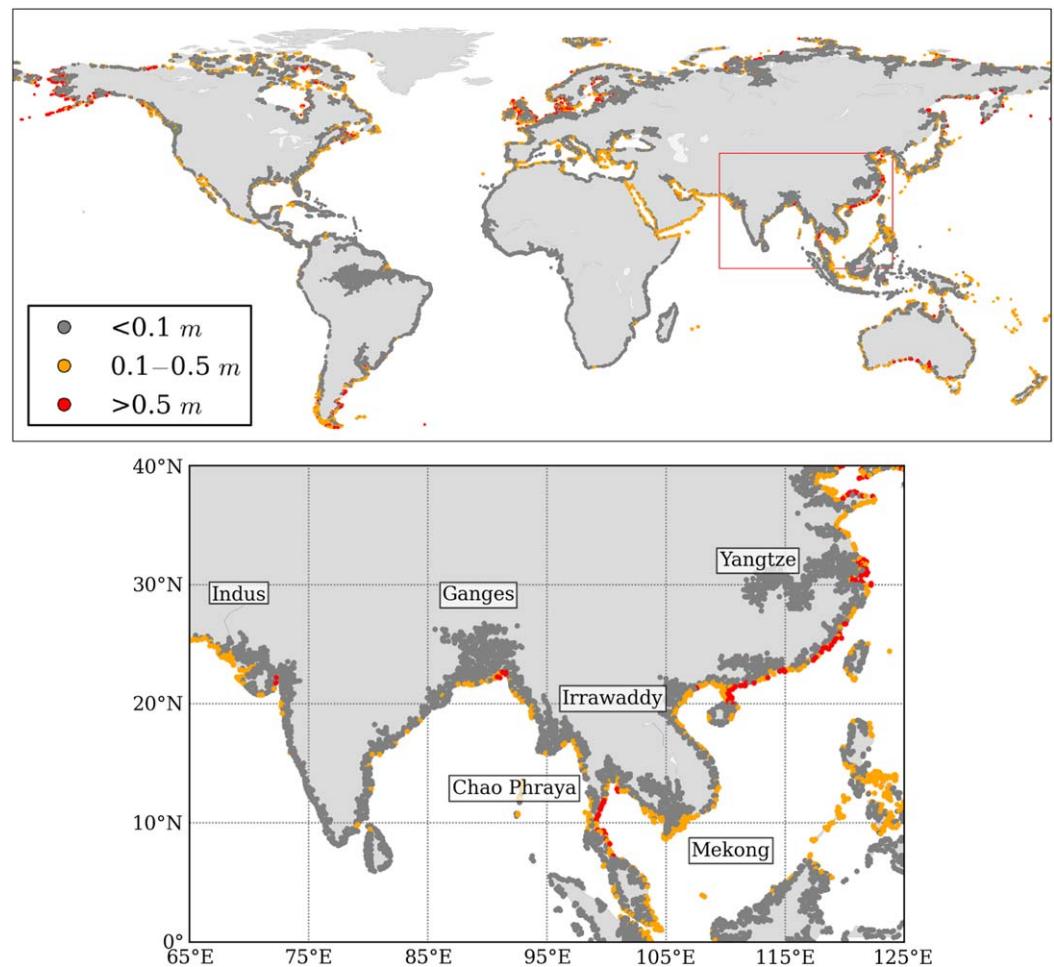 <0.1 m
0.1–0.5 m
>0.5 m
40°N
Yangtze
30°N
Indus
Ganges
Irrawaddy
20°N
Chao Phraya
10°N
Mekong
0°
65°E 75°E 85°E 95°E 105°E 115°E 125°E